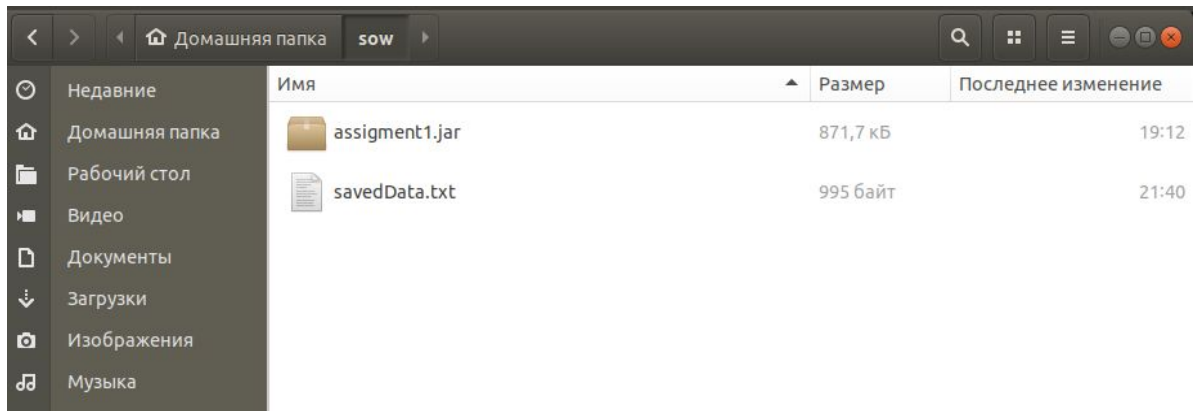 Домашняя папка sow
Имя Размер Последнее изменение
Недавние
Домашняя папка
Рабочий стол
Видео
Документы
Загрузки
Изображения
Музыка
assigment1.jar 871,7 кБ 19:12
savedData.txt 995 байт 21:40